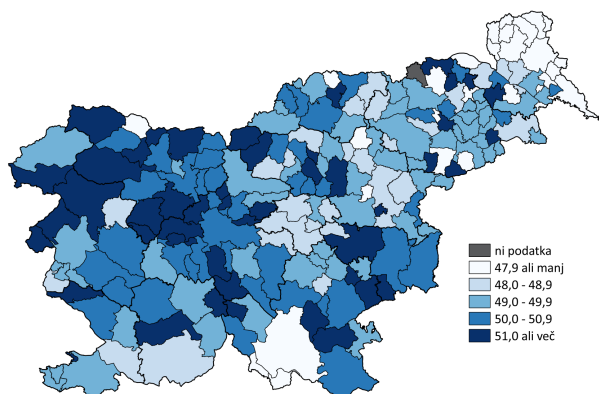 ni podatka
47,9 ali manj
48,0 - 48,9
49,0 - 49,9
50,0 - 50,9
51,0 ali več